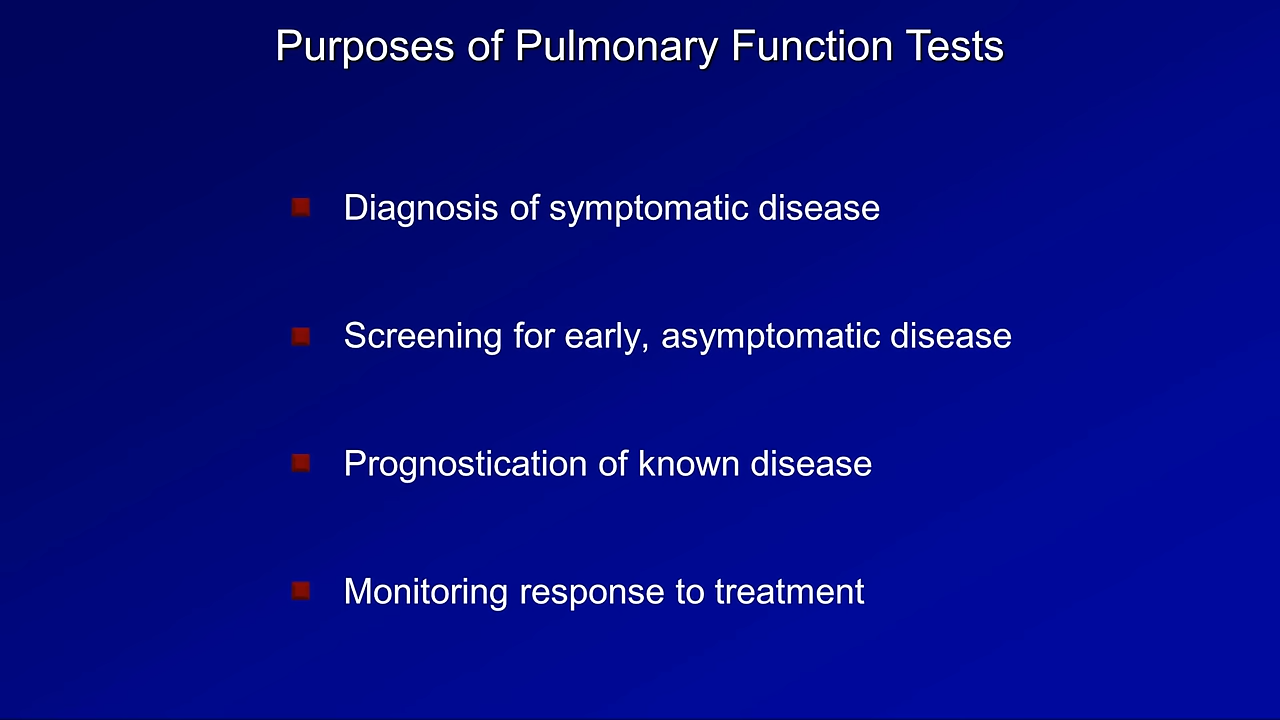 Purposes of Pulmonary Function Tests
Diagnosis of symptomatic disease
Screening for early, asymptomatic disease
Prognostication of known disease
Monitoring response to treatment